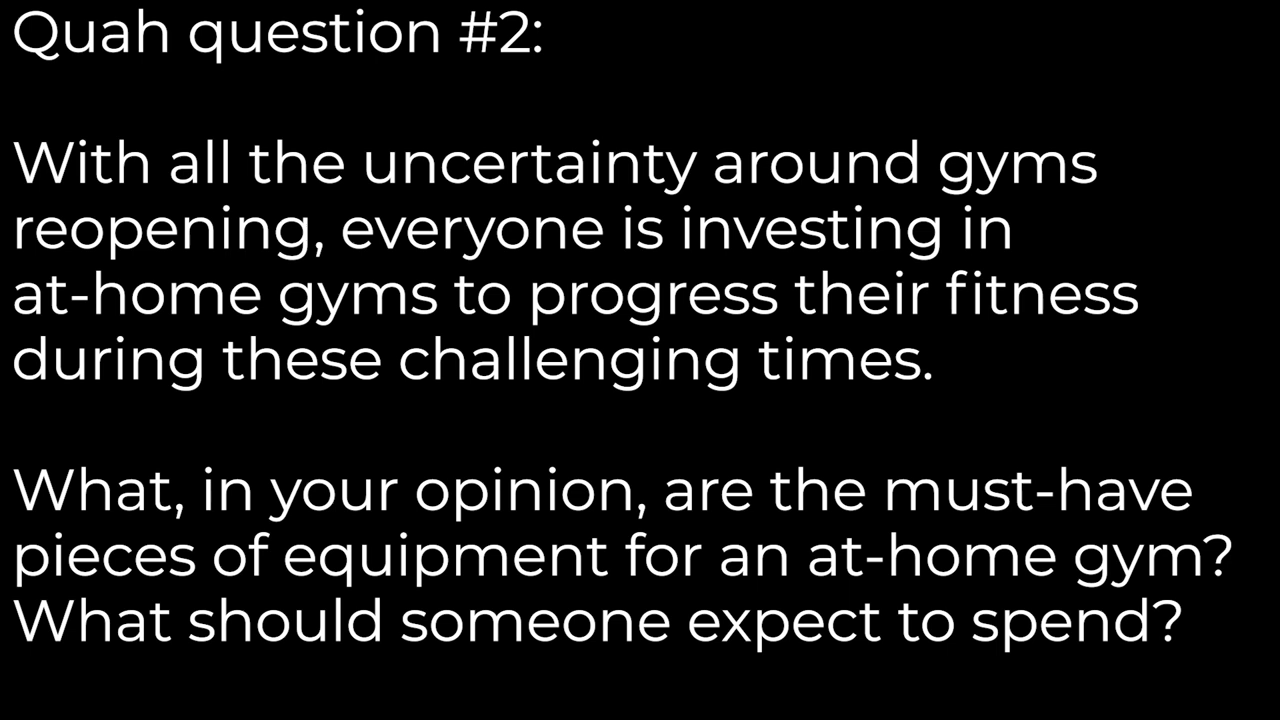 Quah question #2:
With all the uncertainty around gyms
reopening, everyone is investing in
at-home gyms to progress their fitness
during these challenging times.
What, in your opinion, are the must-have
pieces of equipment for an at-home gym?
What should someone expect to spend?